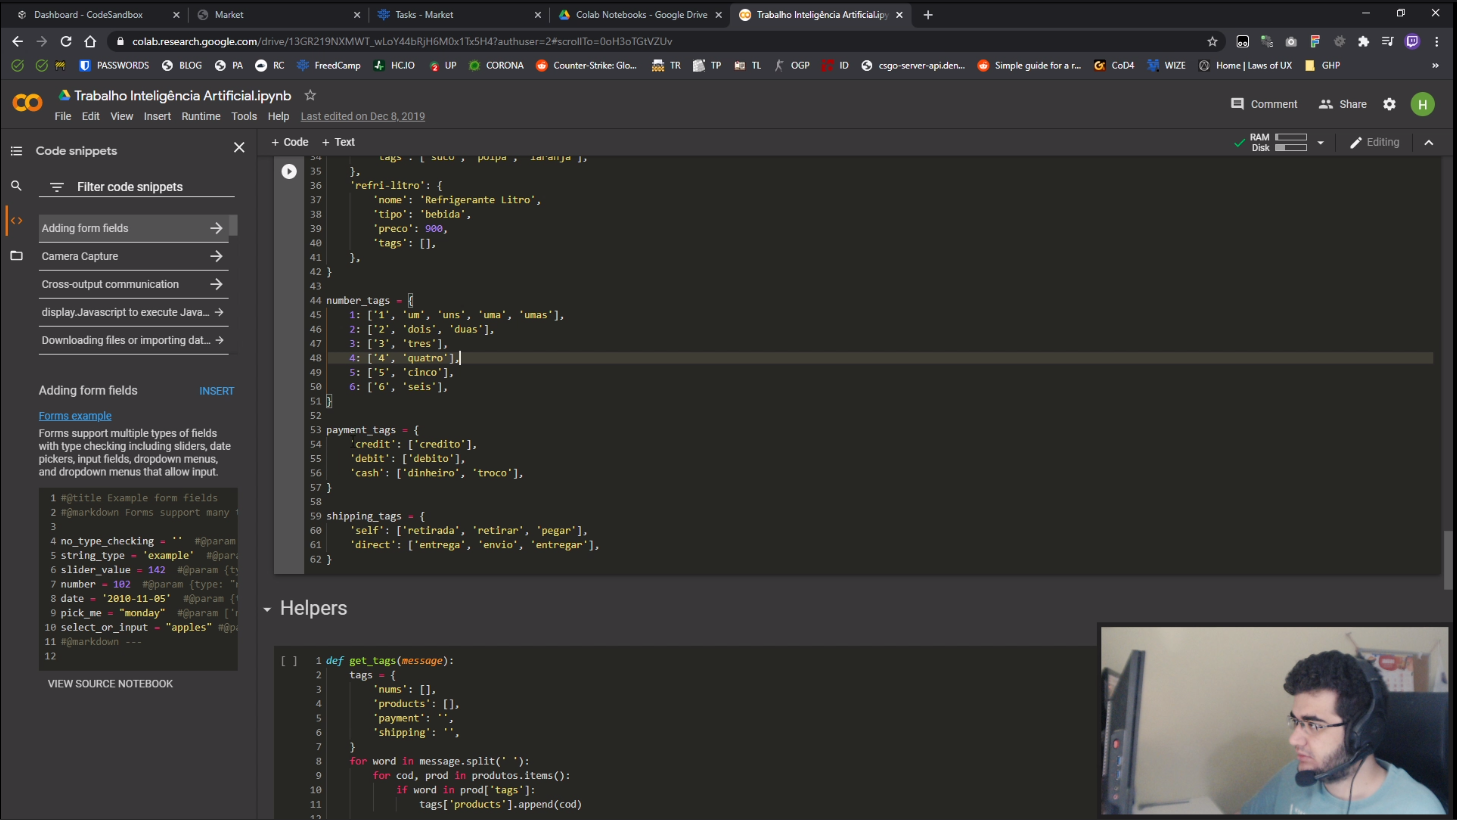 Dashboard - CodeSandbox
Market
Tasks - Market
Colab Notebooks - Google Drive
Trabalho Inteligência Artificial.ipy
colab.research.google.com/drive/13GR219NXMWT_wLoY44bRjH6M0x1Tx5H4?authuser=2#scrollTo=0oH3oTGtVZUv
PASSWORDS
BLOG
PA
RC
FreedCamp
HCJO
UP
CORONA
Counter-Strike: Glo...
TR
TP
TL
OGP
ID
csgo-server-api.den...
Simple guide for a r...
CoD4
WIZE
Home | Laws of UX
GHP
Trabalho Inteligência Artificial.ipynb
Comment
Share
H
File Edit View Insert Runtime Tools Help Last edited on Dec 8, 2019
Code snippets
+ Code + Text
RAM
Disk
Editing
Filter code snippets
Adding form fields
Camera Capture
Cross-output communication
display.Javascript to execute Java...
Downloading files or importing dat...
Adding form fields INSERT
Forms example
Forms support multiple types of fields
with type checking including sliders, date
pickers, input fields, dropdown menus,
and dropdown menus that allow input.
1 #@title Example form fields
2 #@markdown Forms support many
3
4 no_type_checking = '' #@param
5 string_type = 'example' #@para
6 slider_value = 142 #@param {ty
7 number = 102 #@param {type: "n
8 date = '2010-11-05' #@param {t
9 pick_me = "monday" #@param ['m
10 select_or_input = "apples" #@p
11 #@markdown ---
12
VIEW SOURCE NOTEBOOK
34 'tags': ['suco', 'polpa', 'laranja'],
35 },
36 'refri-litro': {
37 'nome': 'Refrigerante Litro',
38 'tipo': 'bebida',
39 'preco': 900,
40 'tags': [],
41 },
42 }
43
44 number_tags = {
45 1: ['1', 'um', 'uns', 'uma', 'umas'],
46 2: ['2', 'dois', 'duas'],
47 3: ['3', 'tres'],
48 4: ['4', 'quatro'],
49 5: ['5', 'cinco'],
50 6: ['6', 'seis'],
51 }
52
53 payment_tags = {
54 'credit': ['credito'],
55 'debit': ['debito'],
56 'cash': ['dinheiro', 'troco'],
57 }
58
59 shipping_tags = {
60 'self': ['retirada', 'retirar', 'pegar'],
61 'direct': ['entrega', 'envio', 'entregar'],
62 }
Helpers
[ ] 1 def get_tags(message):
2 tags = {
3 'nums': [],
4 'products': [],
5 'payment': '',
6 'shipping': '',
7 }
8 for word in message.split(' '):
9 for cod, prod in produtos.items():
10 if word in prod['tags']:
11 tags['products'].append(cod)